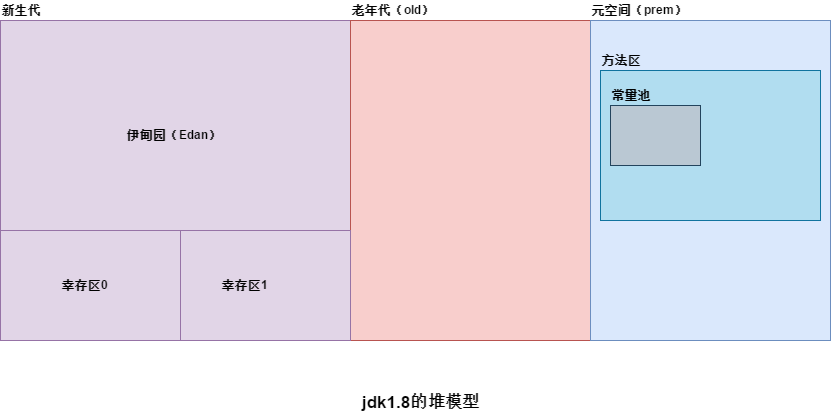 新生代
老年代（old）
元空间（prem）
方法区
常量池
伊甸园（Edan）
幸存区0
幸存区1
jdk1.8的堆模型